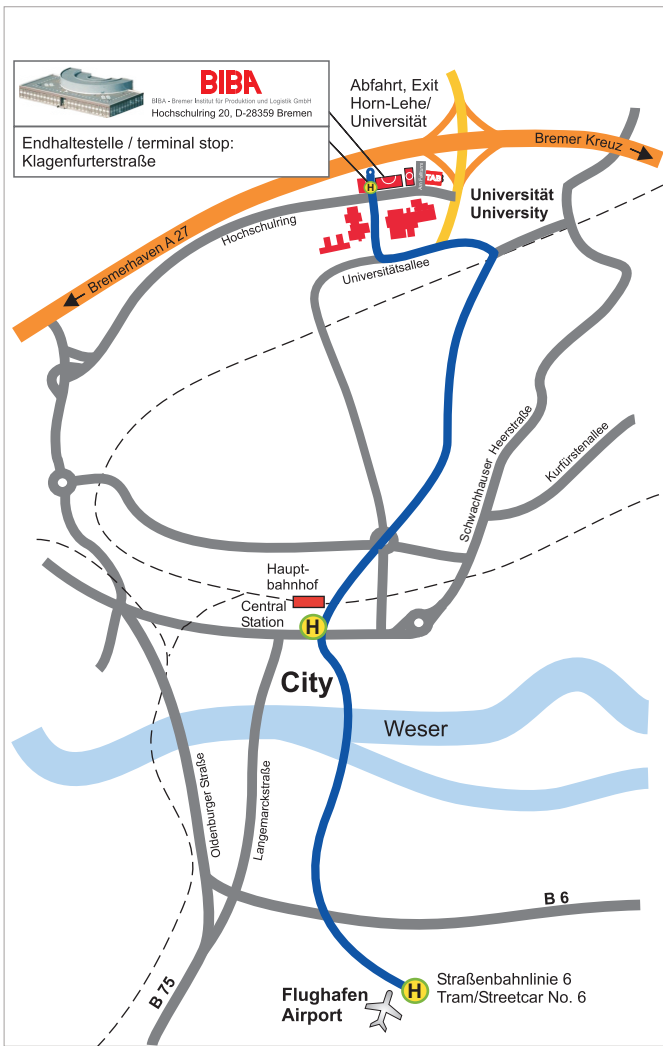 BIBA
BIBA - Bremer Institut für Produktion und Logistik GmbH
Hochschulring 20, D-28359 Bremen
Endhaltestelle / terminal stop:
Klagenfurterstraße
Abfahrt, Exit
Horn-Lehe/
Universität
Bremer Kreuz
H
TAB
Universität
University
Hochschulring
Bremerhaven A 27
Universitätsallee
Schwachhauser Heerstraße
Kurfürstenallee
Haupt-
bahnhof
Central
Station
H
City
Weser
Oldenburger Straße
Langemarckstraße
B 6
B 75
Flughafen
Airport
H
Straßenbahnlinie 6
Tram/Streetcar No. 6